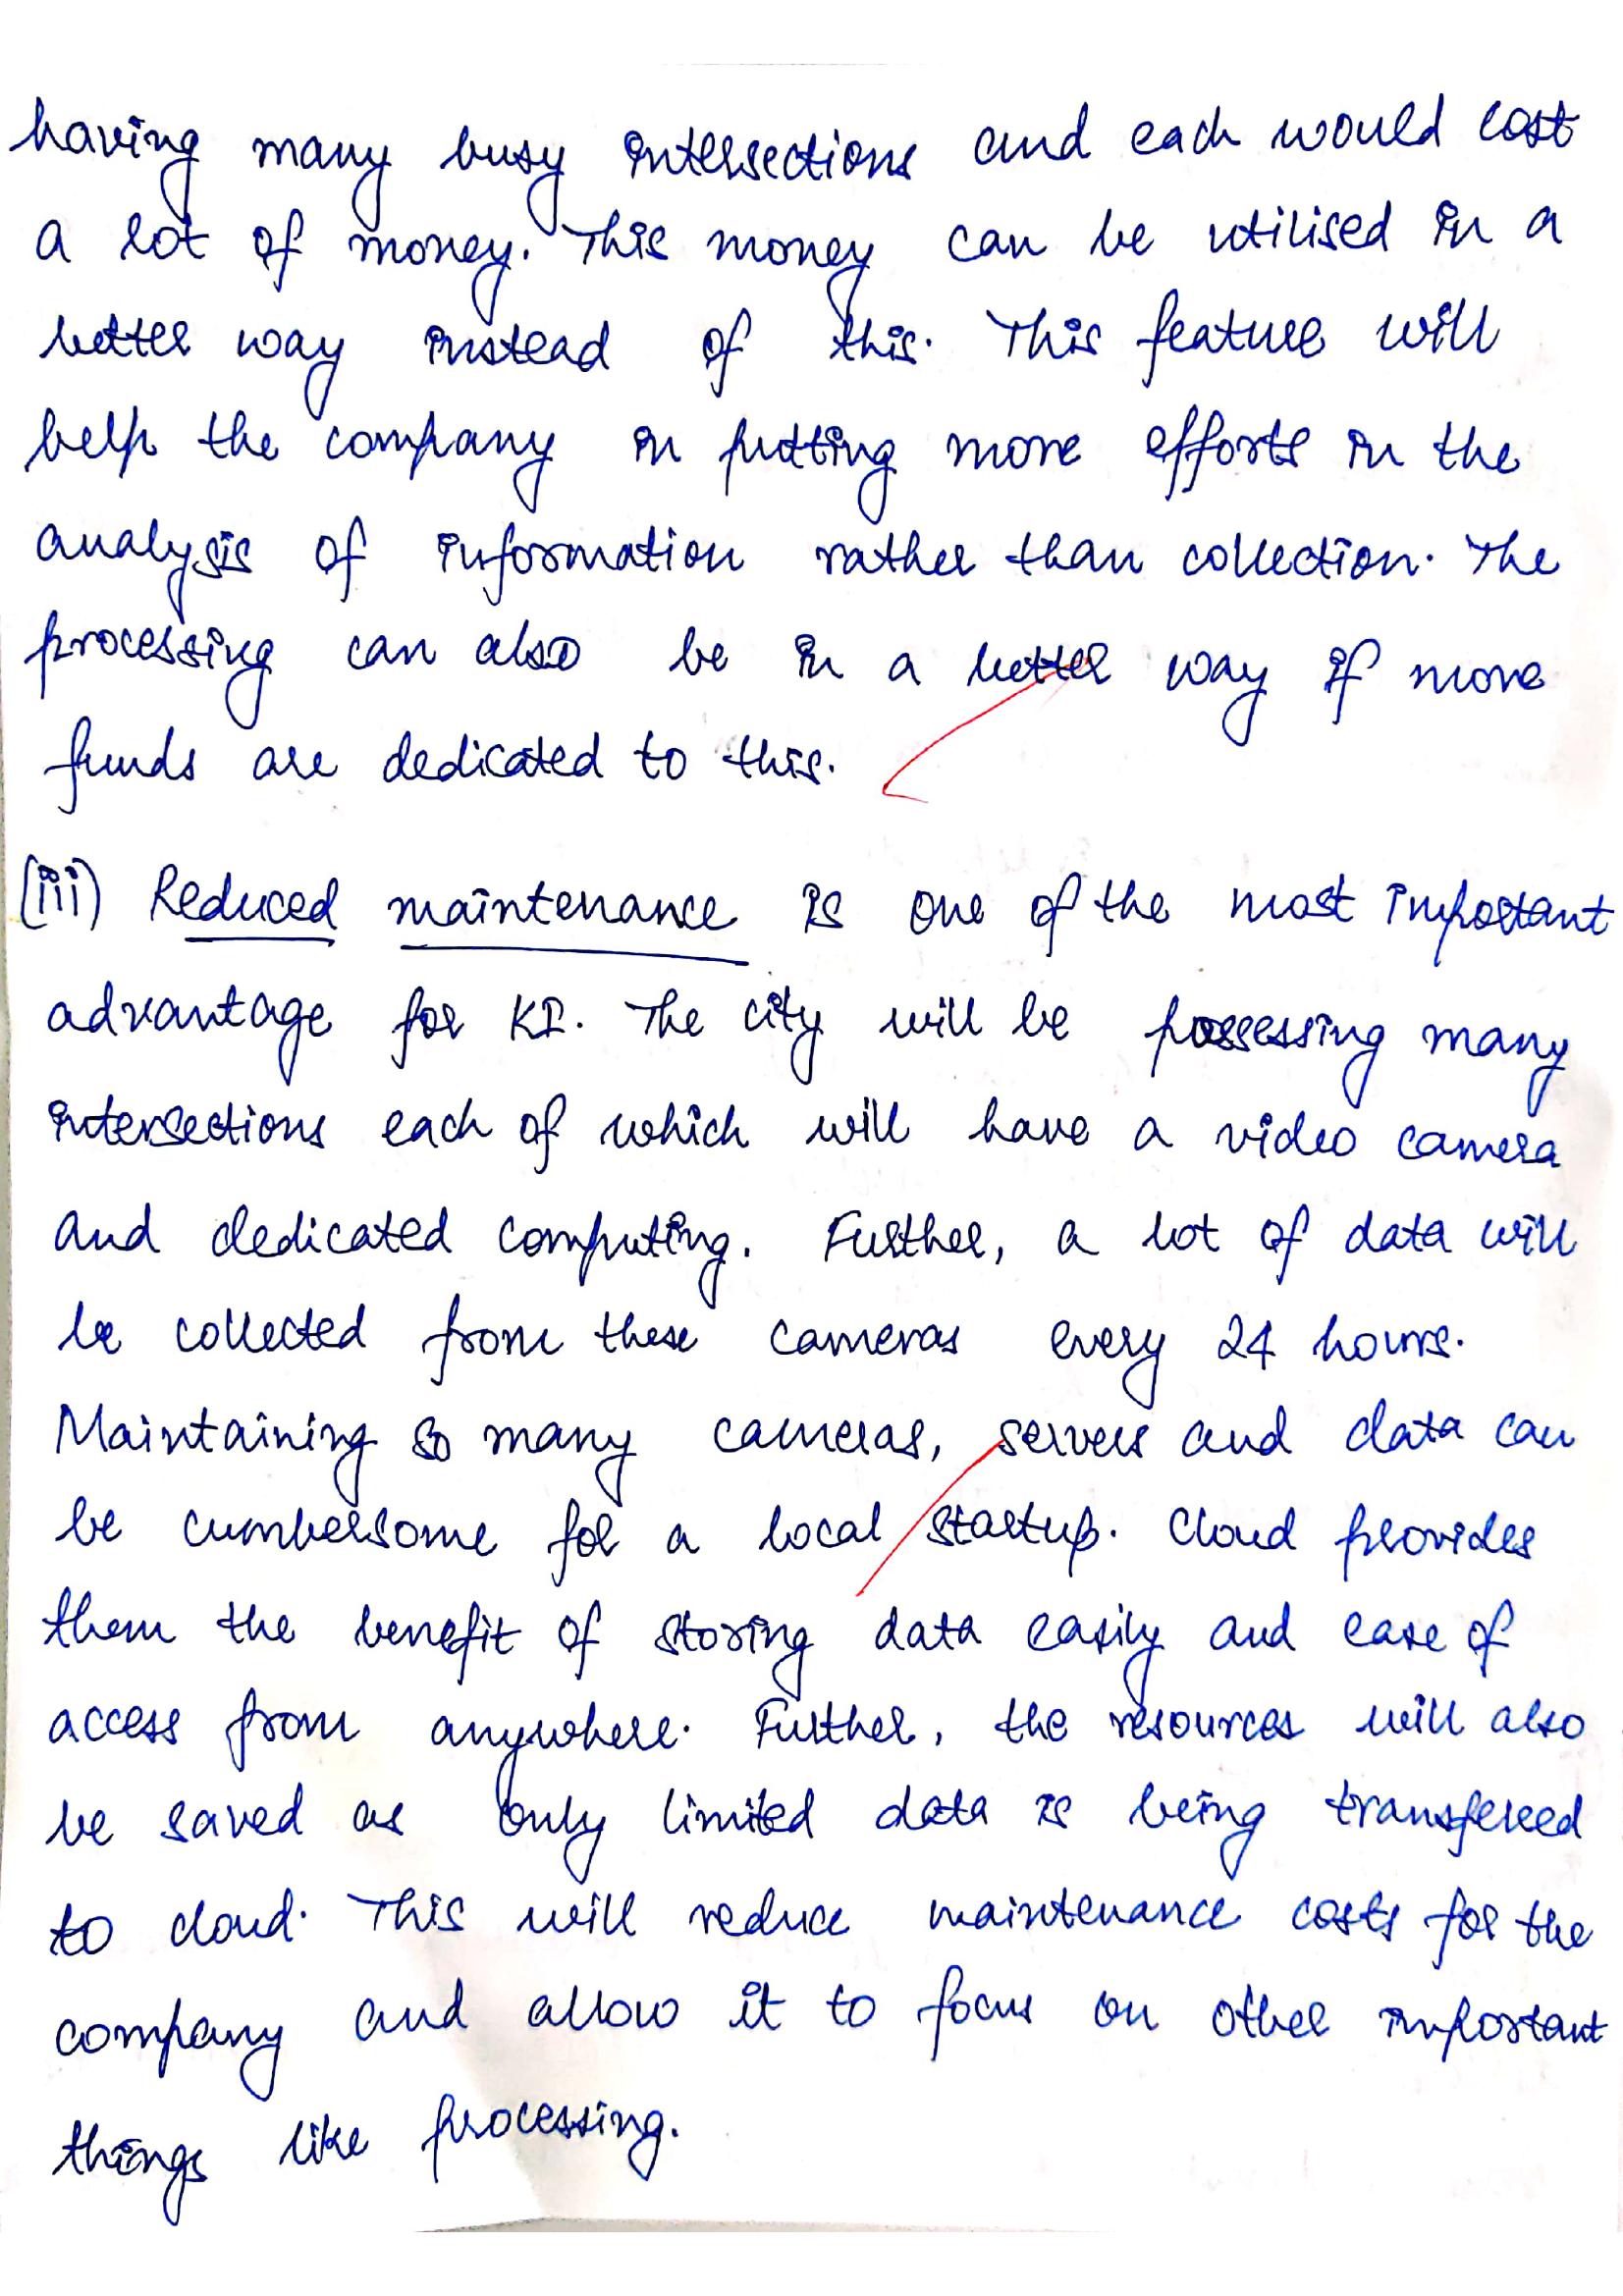 having many busy intersections and each would cost
a lot of money. This money can be utilised in a
better way instead of this. This feature will
help the company in putting more efforts in the
analysis of information rather than collection. The
processing can also be in a better way if more
funds are dedicated to this.
(iii) Reduced maintenance is one of the most important
advantage for KI. The city will be possessing many
intersections each of which will have a video camera
and dedicated computing. Further, a lot of data will
be collected from these cameras every 24 hours.
Maintaining so many cameras, servers and data can
be cumbersome for a local startup. Cloud provides
them the benefit of storing data easily and ease of
access from anywhere. Further, the resources will also
be saved as only limited data is being transfered
to cloud. This will reduce maintenance costs for the
company and allow it to focus on other important
things like processing.